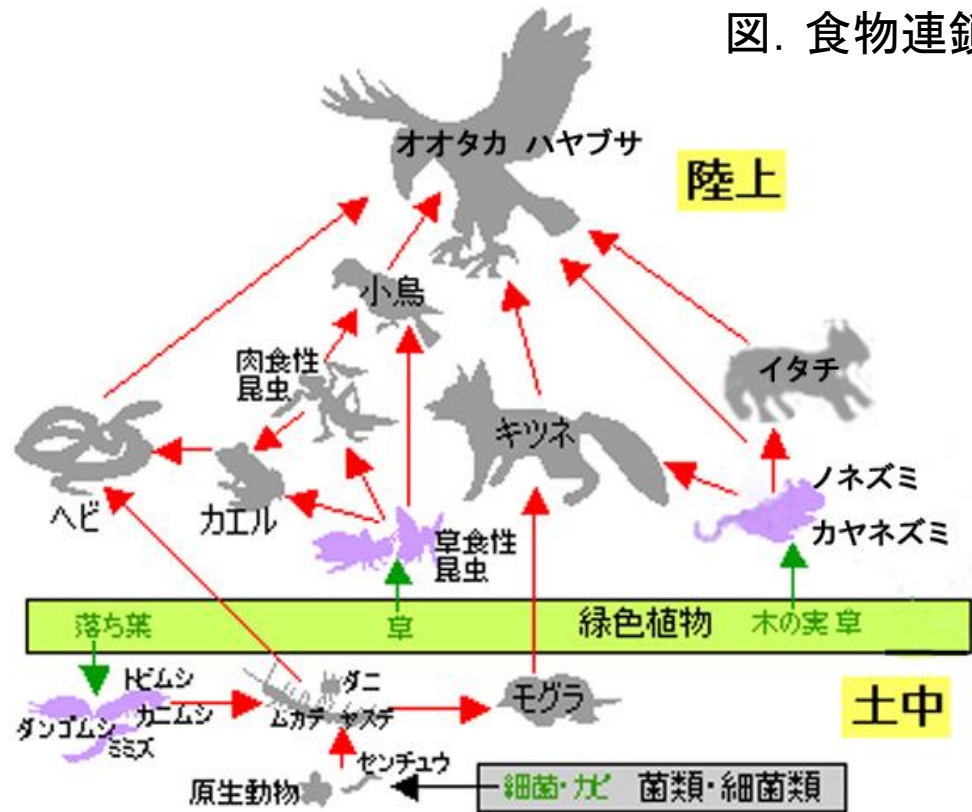 図. 食物連鎖
オオタカ ハヤブサ
陸上
小鳥
肉食性
昆虫
イタチ
キツネ
ヘビ
カエル
草食性
昆虫
ノネズミ
カヤネズミ
落ち葉
草
緑色植物
木の実 草
トビムシ
カニムシ
ダンゴムシ
ミミズ
ダニ
ムカデ ヤスデ
モグラ
土中
センチュウ
原生動物
細菌・カビ 菌類・細菌類